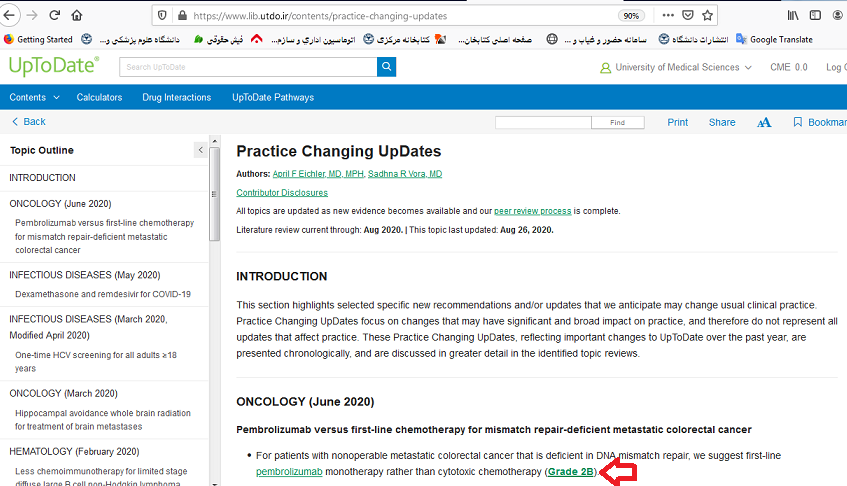 https://www.lib.utdo.ir/contents/practice-changing-updates
90%
Getting Started
دانشگاه علوم پزشکی و...
فیش حقوقی
اتوماسیون اداری و سازم...
کتابخانه مرکزی
صفحه اصلی کتابخان...
سامانه حضور و غیاب و ...
انتشارات دانشگاه
Google Translate
UpToDate®
Search UpToDate
University of Medical Sciences
CME 0.0
Log O
Contents
Calculators
Drug Interactions
UpToDate Pathways
Back
Find
Print
Share
AA
Bookmar
Topic Outline
INTRODUCTION
ONCOLOGY (June 2020)
Pembrolizumab versus first-line chemotherapy
for mismatch repair-deficient metastatic
colorectal cancer
INFECTIOUS DISEASES (May 2020)
Dexamethasone and remdesivir for COVID-19
INFECTIOUS DISEASES (March 2020,
Modified April 2020)
One-time HCV screening for all adults ≥18
years
ONCOLOGY (March 2020)
Hippocampal avoidance whole brain radiation
for treatment of brain metastases
HEMATOLOGY (February 2020)
Less chemoimmunotherapy for limited stage
diffuse large B cell non-Hodgkin lymphoma
Practice Changing UpDates
Authors: April F Eichler, MD, MPH, Sadhna R Vora, MD
Contributor Disclosures
All topics are updated as new evidence becomes available and our peer review process is complete.
Literature review current through: Aug 2020. | This topic last updated: Aug 26, 2020.
INTRODUCTION
This section highlights selected specific new recommendations and/or updates that we anticipate may change usual clinical practice.
Practice Changing UpDates focus on changes that may have significant and broad impact on practice, and therefore do not represent all
updates that affect practice. These Practice Changing UpDates, reflecting important changes to UpToDate over the past year, are
presented chronologically, and are discussed in greater detail in the identified topic reviews.
ONCOLOGY (June 2020)
Pembrolizumab versus first-line chemotherapy for mismatch repair-deficient metastatic colorectal cancer
• For patients with nonoperable metastatic colorectal cancer that is deficient in DNA mismatch repair, we suggest first-line
pembrolizumab monotherapy rather than cytotoxic chemotherapy (Grade 2B).